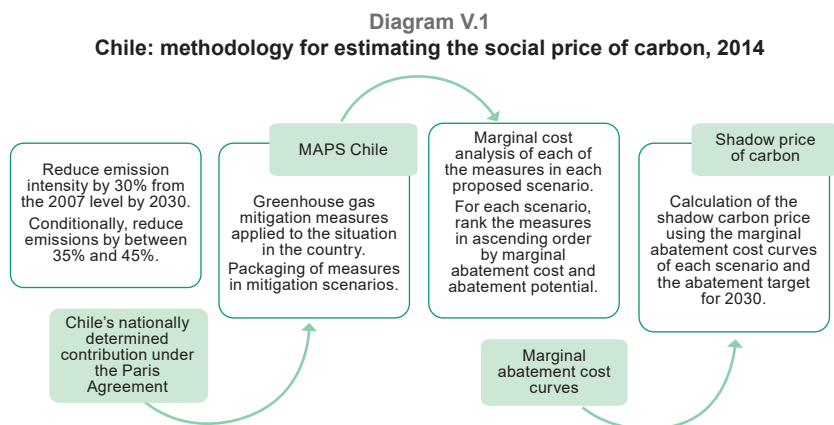 Diagram V.1
Chile: methodology for estimating the social price of carbon, 2014
Reduce emission
intensity by 30% from
the 2007 level by 2030.
Conditionally, reduce
emissions by between
35% and 45%.
Chile's nationally
determined
contribution under
the Paris
Agreement
MAPS Chile
Greenhouse gas
mitigation measures
applied to the situation
in the country.
Packaging of measures
in mitigation scenarios.
Marginal cost
analysis of each of
the measures in each
proposed scenario.
For each scenario,
rank the measures
in ascending order
by marginal
abatement cost and
abatement potential.
Marginal
abatement cost
curves
Shadow price
of carbon
Calculation of the
shadow carbon price
using the marginal
abatement cost curves
of each scenario and
the abatement target
for 2030.